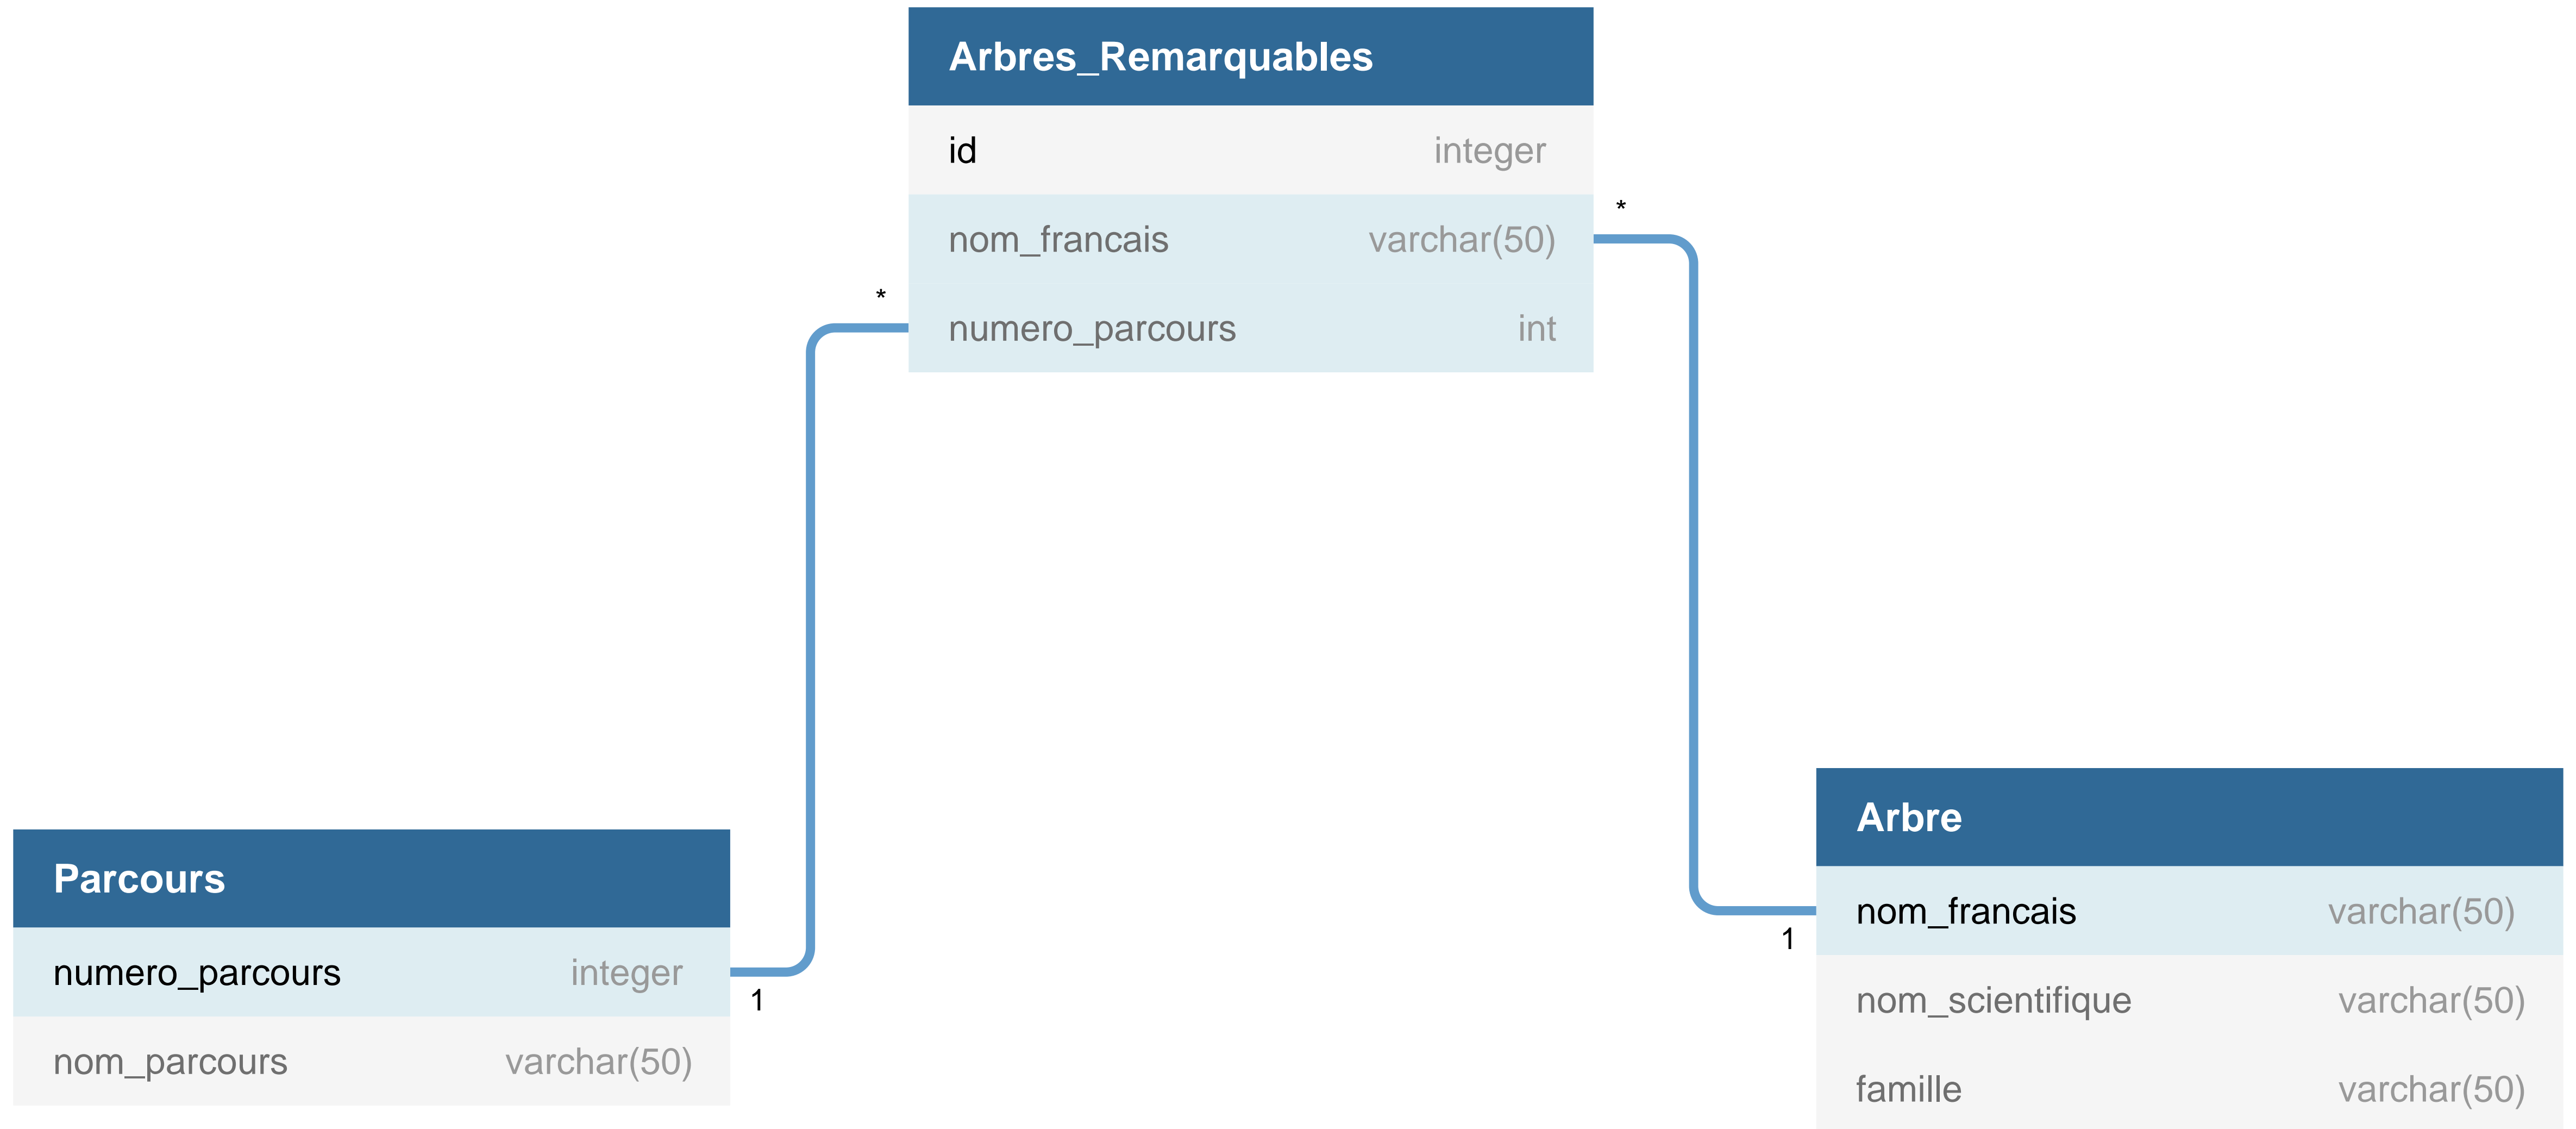 Arbres_Remarquables
id integer
nom_francais varchar(50)
*
*
numero_parcours int
Parcours
numero_parcours integer
1
nom_parcours varchar(50)
Arbre
nom_francais varchar(50)
1
nom_scientifique varchar(50)
famille varchar(50)